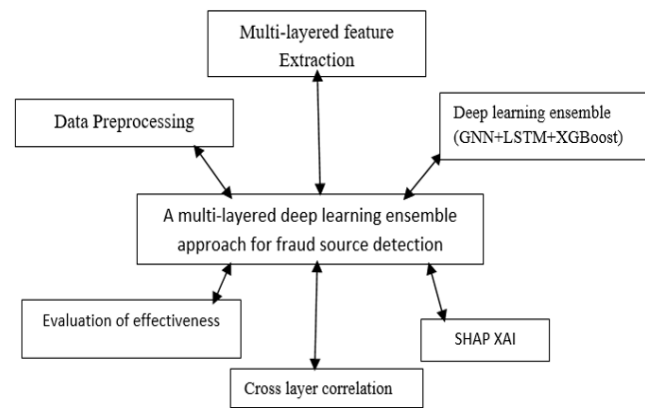 Multi-layered feature
Extraction
Data Preprocessing
Deep learning ensemble
(GNN+LSTM+XGBoost)
A multi-layered deep learning ensemble
approach for fraud source detection
Evaluation of effectiveness
SHAP XAI
Cross layer correlation